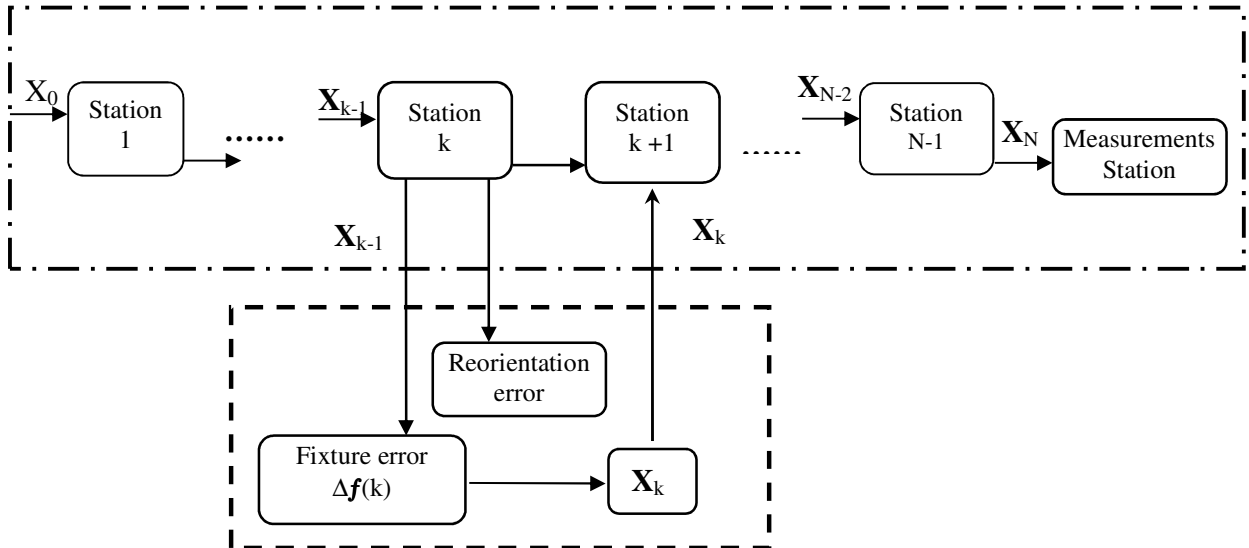 X0
Station
1
......
Xk-1
Station
k
Station
k +1
......
XN-2
Station
N-1
XN
Measurements
Station
Xk-1
Xk
Reorientation
error
Fixture error
Δf(k)
Xk